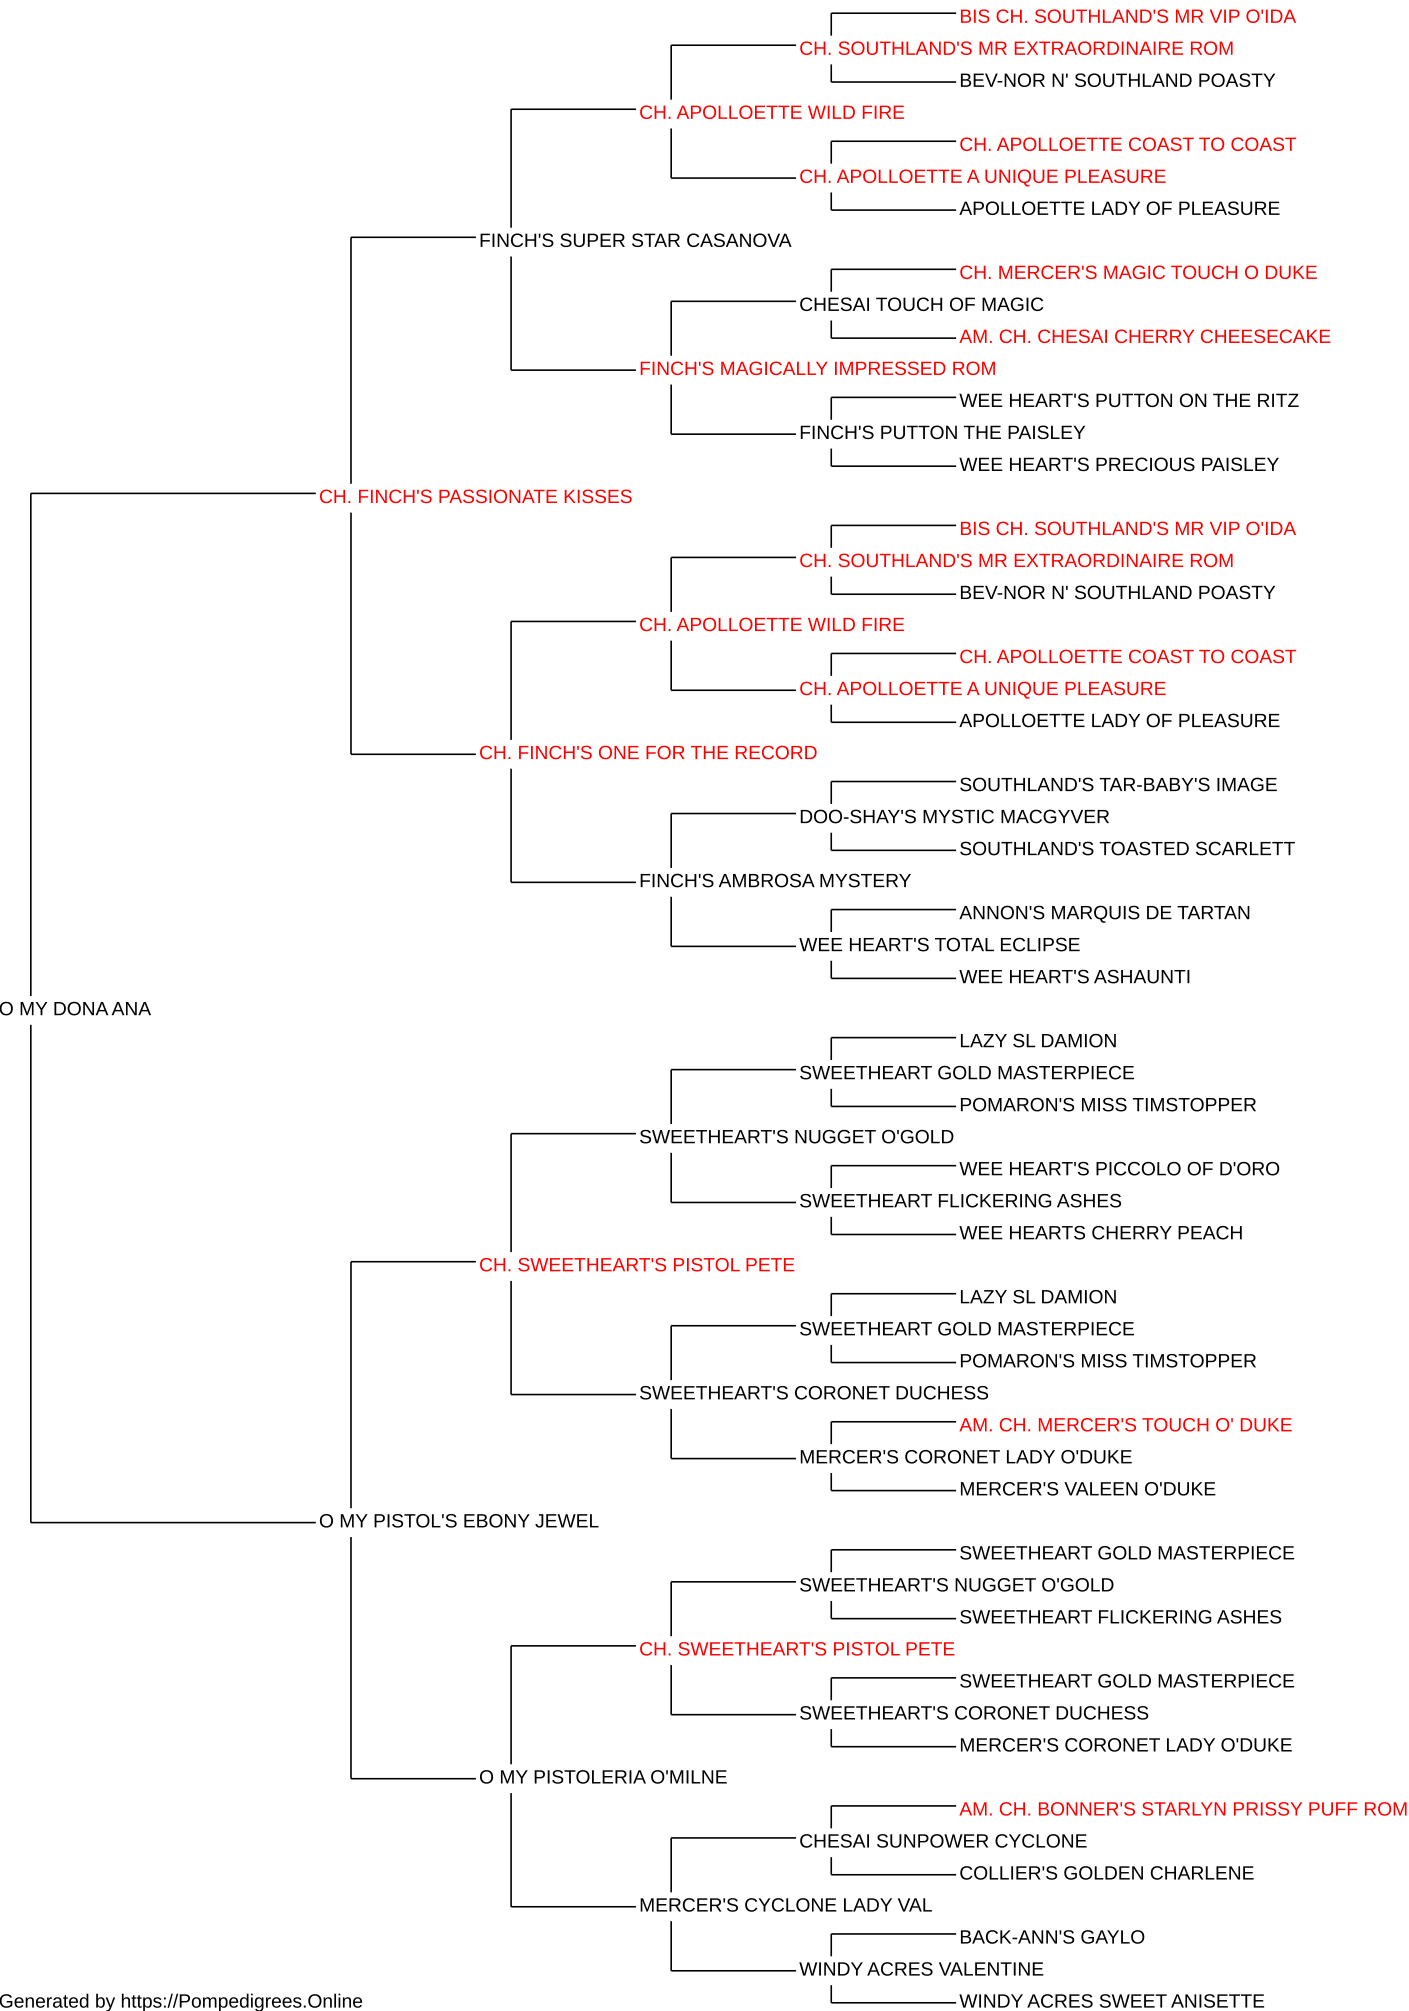 BIS CH. SOUTHLAND'S MR VIP O'IDA
CH. SOUTHLAND'S MR EXTRAORDINAIRE ROM
BEV-NOR N' SOUTHLAND POASTY
CH. APOLLOETTE WILD FIRE
CH. APOLLOETTE COAST TO COAST
CH. APOLLOETTE A UNIQUE PLEASURE
APOLLOETTE LADY OF PLEASURE
FINCH'S SUPER STAR CASANOVA
CH. MERCER'S MAGIC TOUCH O DUKE
CHESAI TOUCH OF MAGIC
AM. CH. CHESAI CHERRY CHEESECAKE
FINCH'S MAGICALLY IMPRESSED ROM
WEE HEART'S PUTTON ON THE RITZ
FINCH'S PUTTON THE PAISLEY
WEE HEART'S PRECIOUS PAISLEY
CH. FINCH'S PASSIONATE KISSES
BIS CH. SOUTHLAND'S MR VIP O'IDA
CH. SOUTHLAND'S MR EXTRAORDINAIRE ROM
BEV-NOR N' SOUTHLAND POASTY
CH. APOLLOETTE WILD FIRE
CH. APOLLOETTE COAST TO COAST
CH. APOLLOETTE A UNIQUE PLEASURE
APOLLOETTE LADY OF PLEASURE
CH. FINCH'S ONE FOR THE RECORD
SOUTHLAND'S TAR-BABY'S IMAGE
DOO-SHAY'S MYSTIC MACGYVER
SOUTHLAND'S TOASTED SCARLETT
FINCH'S AMBROSA MYSTERY
ANNON'S MARQUIS DE TARTAN
WEE HEART'S TOTAL ECLIPSE
WEE HEART'S ASHAUNTI
O MY DONA ANA
LAZY SL DAMION
SWEETHEART GOLD MASTERPIECE
POMARON'S MISS TIMSTOPPER
SWEETHEART'S NUGGET O'GOLD
WEE HEART'S PICCOLO OF D'ORO
SWEETHEART FLICKERING ASHES
WEE HEARTS CHERRY PEACH
CH. SWEETHEART'S PISTOL PETE
LAZY SL DAMION
SWEETHEART GOLD MASTERPIECE
POMARON'S MISS TIMSTOPPER
SWEETHEART'S CORONET DUCHESS
AM. CH. MERCER'S TOUCH O' DUKE
MERCER'S CORONET LADY O'DUKE
MERCER'S VALEEN O'DUKE
O MY PISTOL'S EBONY JEWEL
SWEETHEART GOLD MASTERPIECE
SWEETHEART'S NUGGET O'GOLD
SWEETHEART FLICKERING ASHES
CH. SWEETHEART'S PISTOL PETE
SWEETHEART GOLD MASTERPIECE
SWEETHEART'S CORONET DUCHESS
MERCER'S CORONET LADY O'DUKE
O MY PISTOLERIA O'MILNE
AM. CH. BONNER'S STARLYN PRISSY PUFF ROM
CHESAI SUNPOWER CYCLONE
COLLIER'S GOLDEN CHARLENE
MERCER'S CYCLONE LADY VAL
BACK-ANN'S GAYLO
WINDY ACRES VALENTINE
WINDY ACRES SWEET ANISETTE
Generated by https://Pompedigrees.Online